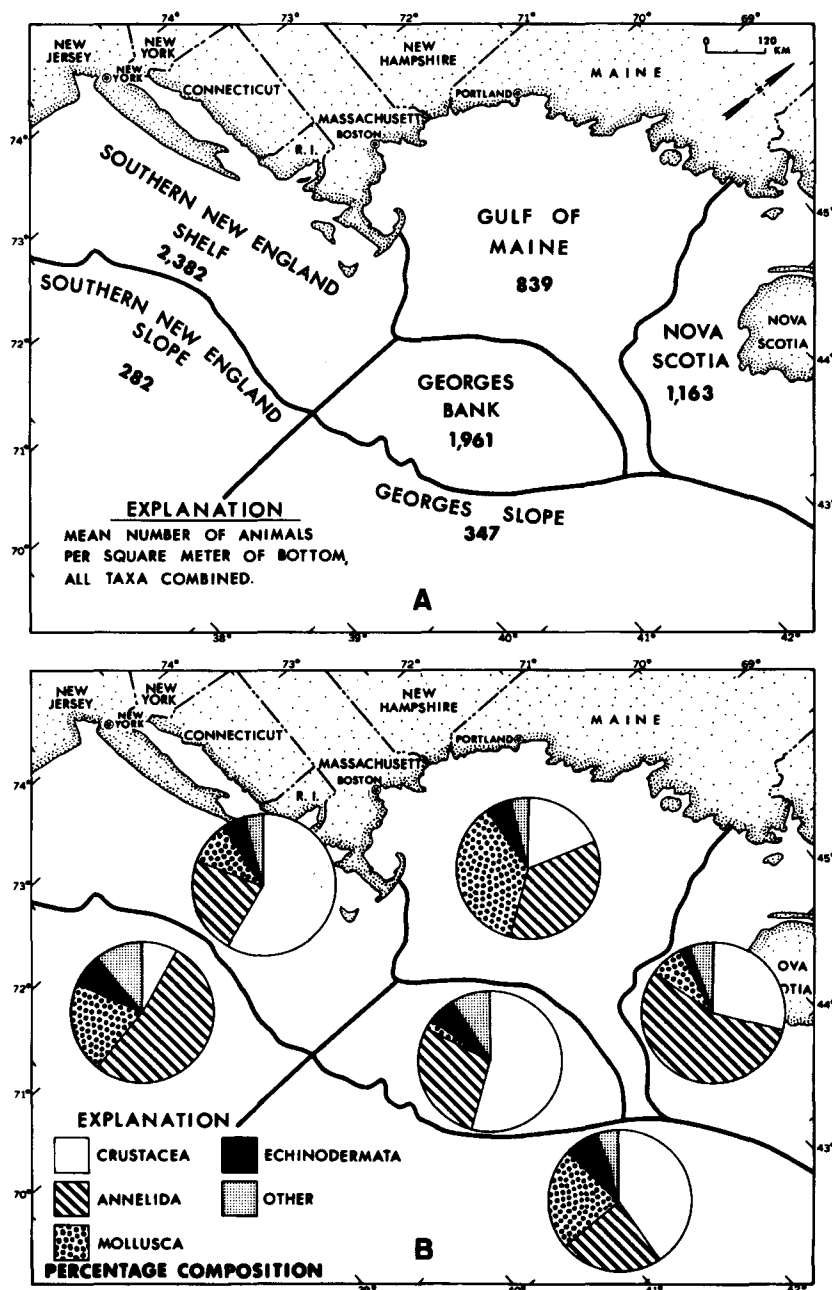 74° 73° 72° 71° 70° 69°
NEW JERSEY
NEW YORK
NEW YORK
CONNECTICUT
R. I.
MASSACHUSETTS
BOSTON
NEW HAMPSHIRE
PORTLAND
MAINE
0 120
KM
74°
73°
72°
71°
70°
45°
44°
43°
SOUTHERN NEW ENGLAND
SHELF
2,382
SOUTHERN NEW ENGLAND
SLOPE
282
GULF OF
MAINE
839
NOVA
SCOTIA
1,163
NOVA
SCOTIA
GEORGES
BANK
1,961
GEORGES SLOPE
347
EXPLANATION
MEAN NUMBER OF ANIMALS
PER SQUARE METER OF BOTTOM,
ALL TAXA COMBINED.
A
38° 39° 40° 41° 42°
74° 73° 72° 71° 70° 69°
NEW JERSEY
NEW YORK
NEW YORK
CONNECTICUT
R. I.
MASSACHUSETTS
BOSTON
NEW HAMPSHIRE
PORTLAND
MAINE
74°
73°
72°
71°
70°
45°
44°
43°
OVA
OTIA
EXPLANATION
CRUSTACEA
ECHINODERMATA
ANNELIDA
OTHER
MOLLUSCA
PERCENTAGE COMPOSITION
B